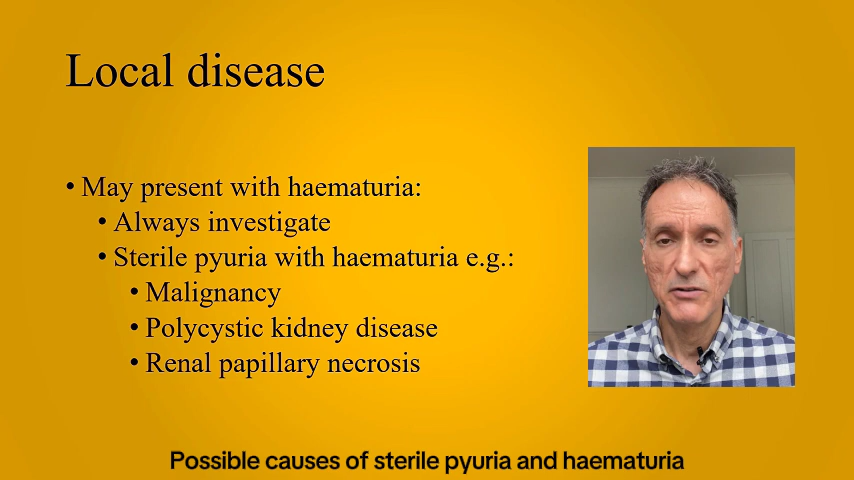 Local disease
• May present with haematuria:
• Always investigate
• Sterile pyuria with haematuria e.g.:
• Malignancy
• Polycystic kidney disease
• Renal papillary necrosis
Possible causes of sterile pyuria and haematuria